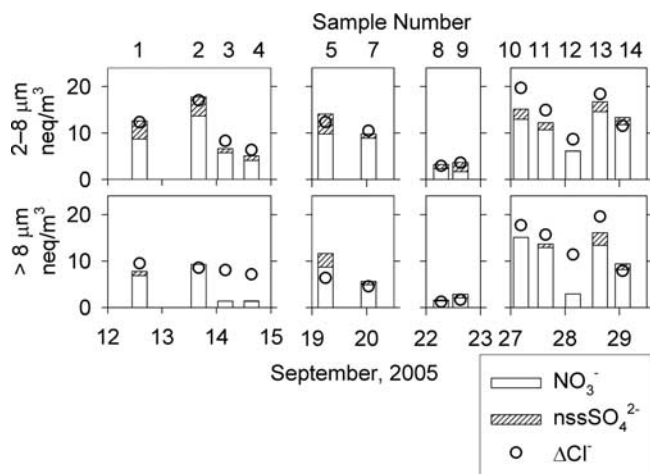 Sample Number
1 2 3 4 5 7 8 9 10 11 12 13 14
2–8 μm
neq/m³
20
10
0
> 8 μm
neq/m³
20
10
0
12 13 14 15 19 20 22 23 27 28 29
September, 2005
NO₃⁻
nssSO₄²⁻
ΔCl⁻